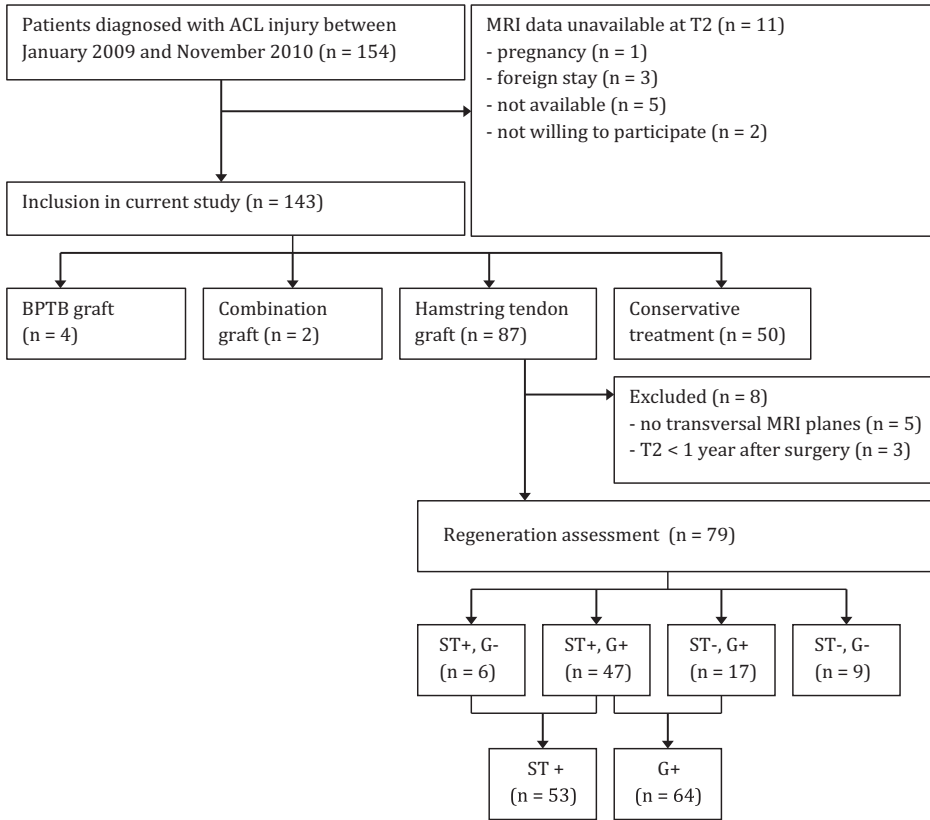 Patients diagnosed with ACL injury between
January 2009 and November 2010 (n = 154)
MRI data unavailable at T2 (n = 11)
- pregnancy (n = 1)
- foreign stay (n = 3)
- not available (n = 5)
- not willing to participate (n = 2)
Inclusion in current study (n = 143)
BPTB graft
(n = 4)
Combination
graft (n = 2)
Hamstring tendon
graft (n = 87)
Conservative
treatment (n = 50)
Excluded (n = 8)
- no transversal MRI planes (n = 5)
- T2 < 1 year after surgery (n = 3)
Regeneration assessment (n = 79)
ST+, G-
(n = 6)
ST+, G+
(n = 47)
ST-, G+
(n = 17)
ST-, G-
(n = 9)
ST +
(n = 53)
G+
(n = 64)